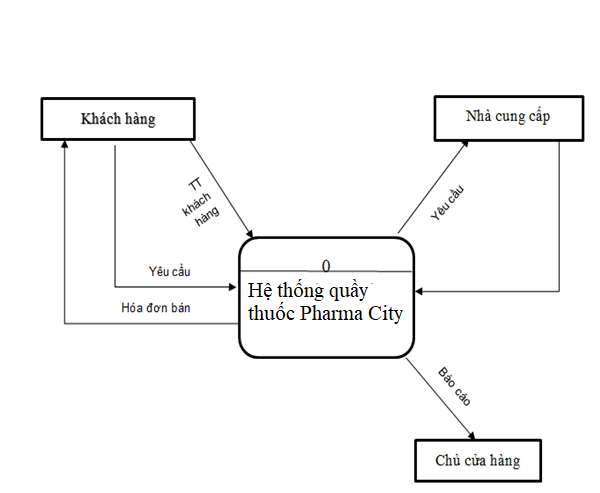 Khách hàng
Nhà cung cấp
TT
khách
hàng
Yêu cầu
Yêu cầu
Hóa đơn bán
0
Hệ thống quầy
thuốc Pharma City
Báo cáo
Chủ cửa hàng